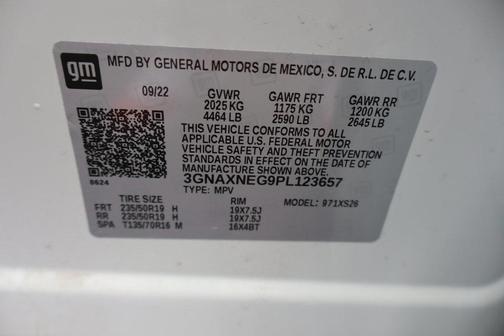 gm
MFD BY GENERAL MOTORS DE MEXICO, S. DE R.L. DE C.V.
09/22 GVWR GAWR FRT GAWR RR
2025 KG 1175 KG 1200 KG
4464 LB 2590 LB 2645 LB
THIS VEHICLE CONFORMS TO ALL
APPLICABLE U.S. FEDERAL MOTOR
VEHICLE SAFETY AND THEFT
PREVENTION STANDARDS IN
EFFECT ON THE DATE OF
MANUFACTURE SHOWN ABOVE.
8624
3GNAXNEG9PL123657
TYPE: MPV
TIRE SIZE RIM MODEL: 971XS26
FRT 235/50R19 H 19X7.5J
RR 235/50R19 H 19X7.5J
SPA T135/70R16 M 16X4BT